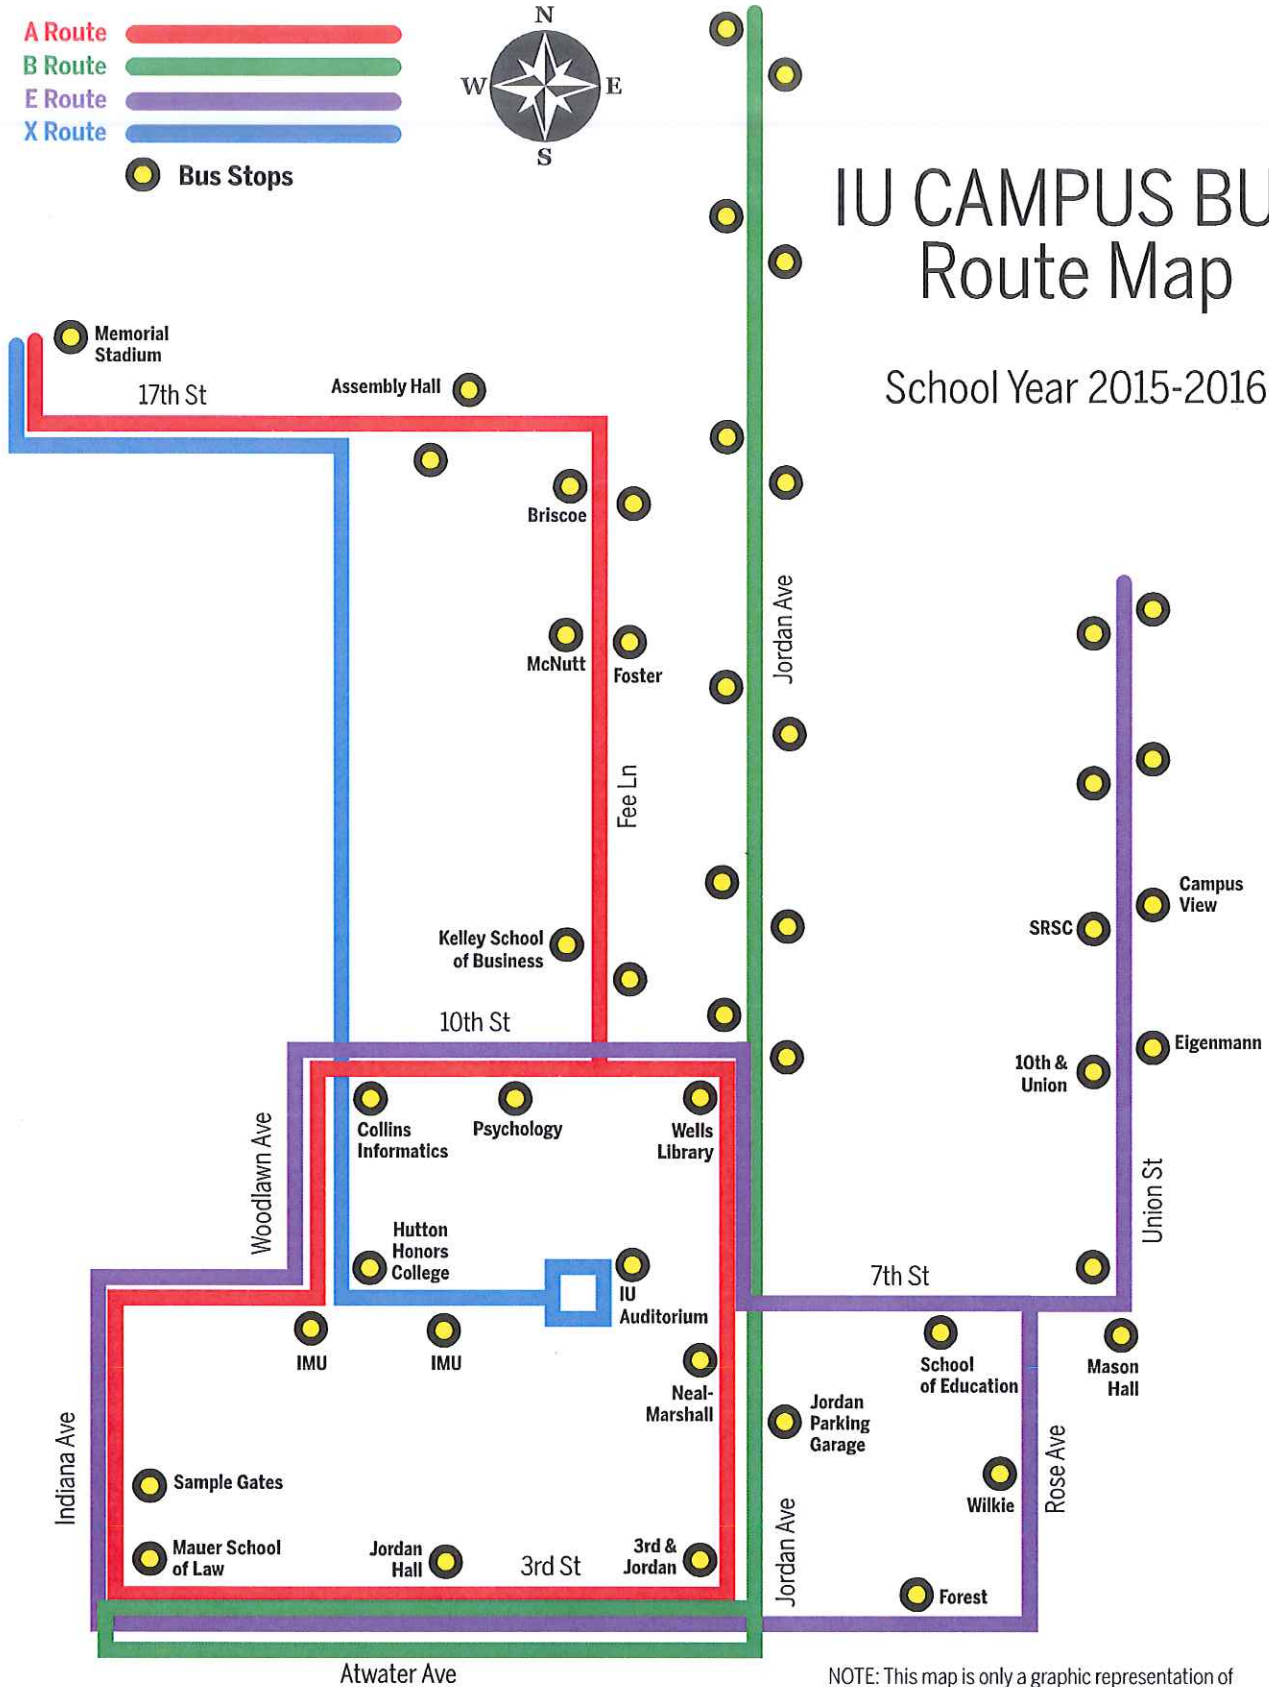 A Route
B Route
E Route
X Route
Bus Stops
N
W
E
S
IU CAMPUS BU
Route Map
School Year 2015-2016
Memorial
Stadium
17th St
Assembly Hall
Briscoe
McNutt
Foster
Jordan Ave
Fee Ln
Kelley School
of Business
Campus
View
SRSC
10th St
Eigenmann
10th &
Union
Collins
Informatics
Psychology
Wells
Library
Woodlawn Ave
Union St
Hutton
Honors
College
IU
Auditorium
7th St
IMU
IMU
School
of Education
Mason
Hall
Neal-
Marshall
Jordan
Parking
Garage
Indiana Ave
Sample Gates
Wilkie
Rose Ave
Mauer School
of Law
Jordan
Hall
3rd St
3rd &
Jordan
Jordan Ave
Forest
Atwater Ave
NOTE: This map is only a graphic representation of